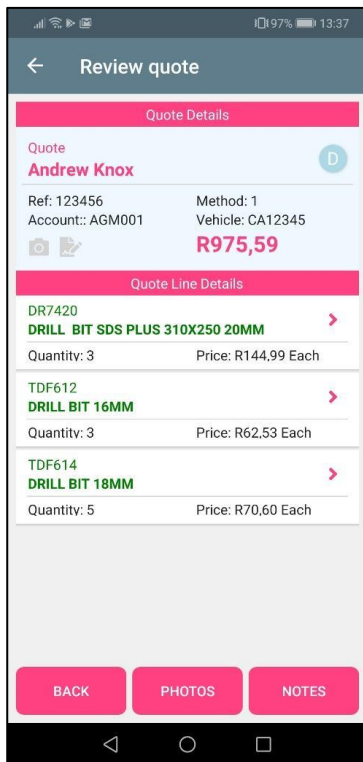 97% 13:37
Review quote
Quote Details
Quote
D
Andrew Knox
Ref: 123456 Method: 1
Account:: AGM001 Vehicle: CA12345
R975,59
Quote Line Details
DR7420
DRILL BIT SDS PLUS 310X250 20MM
Quantity: 3 Price: R144,99 Each
TDF612
DRILL BIT 16MM
Quantity: 3 Price: R62,53 Each
TDF614
DRILL BIT 18MM
Quantity: 5 Price: R70,60 Each
BACK PHOTOS NOTES